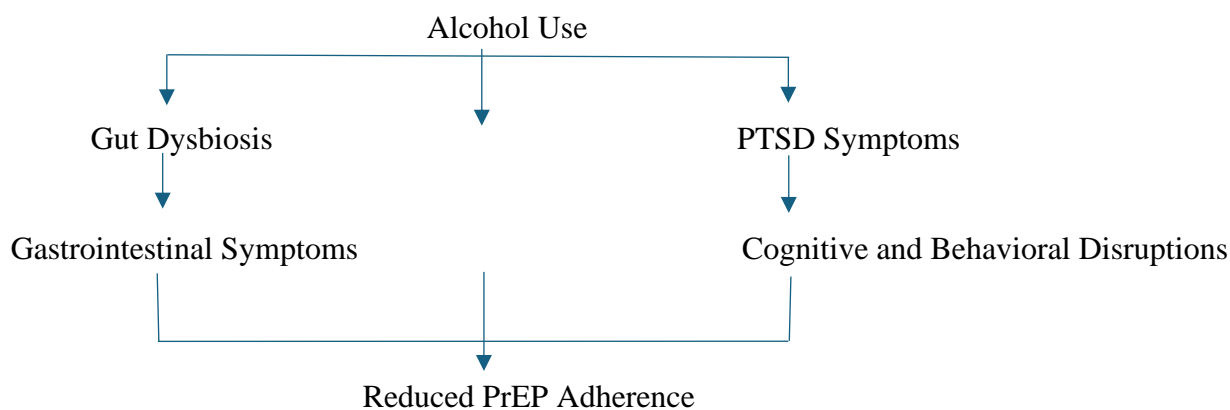 Alcohol Use
Gut Dysbiosis
PTSD Symptoms
Gastrointestinal Symptoms
Cognitive and Behavioral Disruptions
Reduced PrEP Adherence